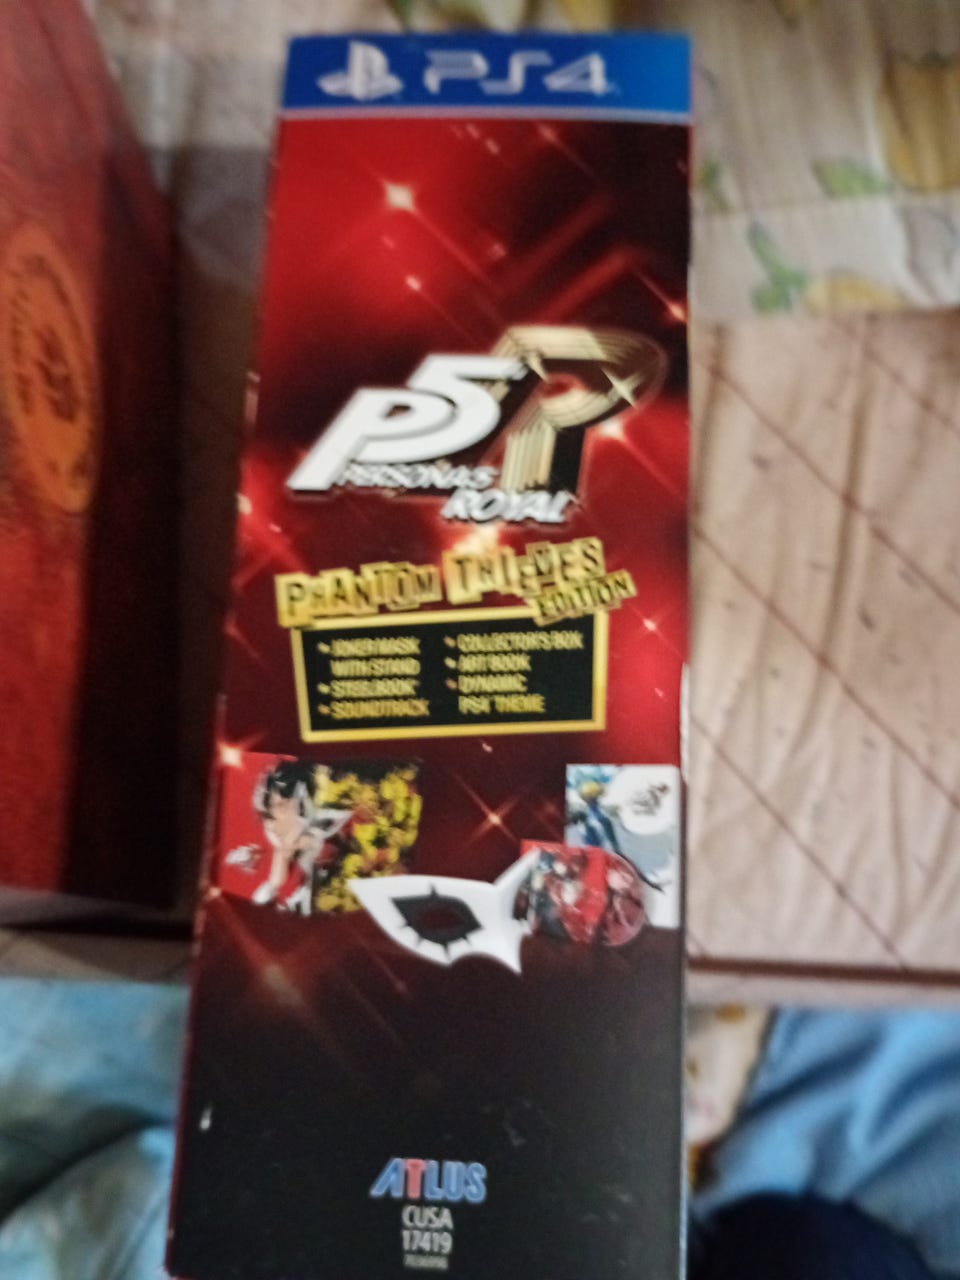 PS4
P5R
PERSONA5
ROYAL
PHANTOM THIEVES
EDITION
JOKER MASK
WITH STAND
STEELBOOK
SOUNDTRACK
COLLECTOR'S BOX
ART BOOK
DYNAMIC
PS4 THEME
ATLUS
CUSA
17419